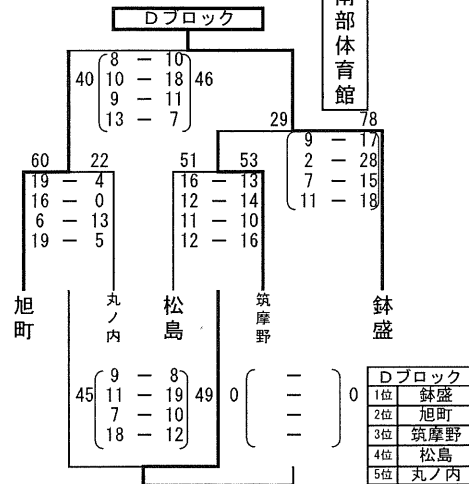 Dブロック
部体育館
40 8 － 10 46
10 － 18
9 － 11
13 － 7
29 78
9 － 17
2 － 28
7 － 15
11 － 18
60 22
19 － 4
16 － 0
6 － 13
19 － 5
51 53
16 － 13
12 － 14
11 － 10
12 － 16
旭町
丸ノ内
松島
筑摩野
鉢盛
45 9 － 8 49
11 － 19
7 － 10
18 － 12
0 － 0
－
－
－
Dブロック
1位 鉢盛
2位 旭町
3位 筑摩野
4位 松島
5位 丸ノ内